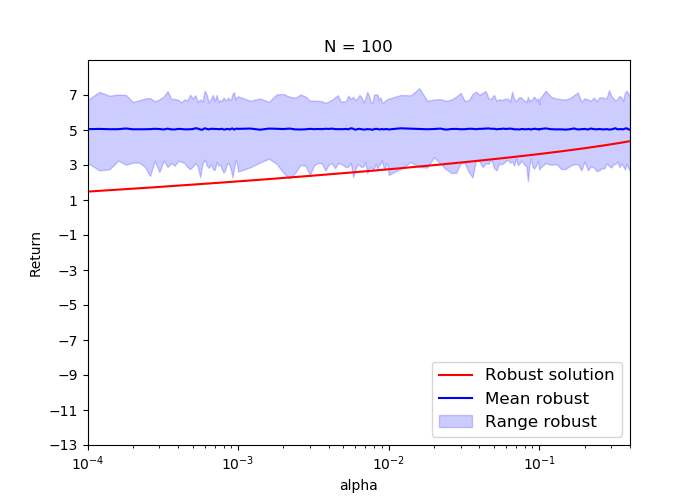 N = 100
Return
7
5
3
1
−1
−3
−5
−7
−9
−11
−13
10⁻⁴
10⁻³
10⁻²
10⁻¹
alpha
Robust solution
Mean robust
Range robust